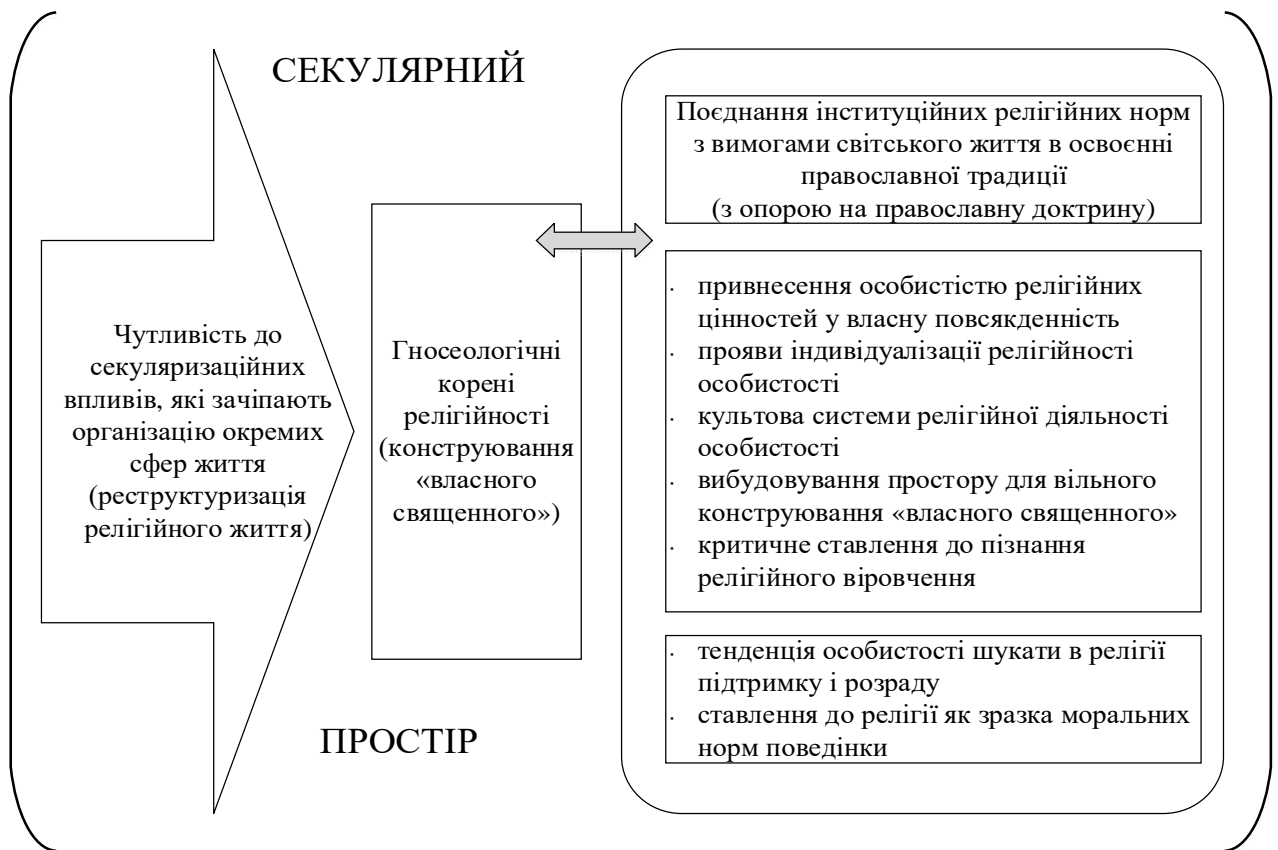 СЕКУЛЯРНИЙ
Чутливість до
секуляризаційних
впливів, які зачіпають
організацію окремих
сфер життя
(реструктуризація
релігійного життя)
Гносеологічні
корені
релігійності
(конструювання
«власного
священного»)
Поєднання інституційних релігійних норм
з вимогами світського життя в освоєнні
православної традиції
(з опорою на православну доктрину)
· привнесення особистістю релігійних
цінностей у власну повсякденність
· прояви індивідуалізації релігійності
особистості
· культова системи релігійної діяльності
особистості
· вибудовування простору для вільного
конструювання «власного священного»
· критичне ставлення до пізнання
релігійного віровчення
· тенденція особистості шукати в релігії
підтримку і розраду
· ставлення до релігії як зразка моральних
норм поведінки
ПРОСТІР